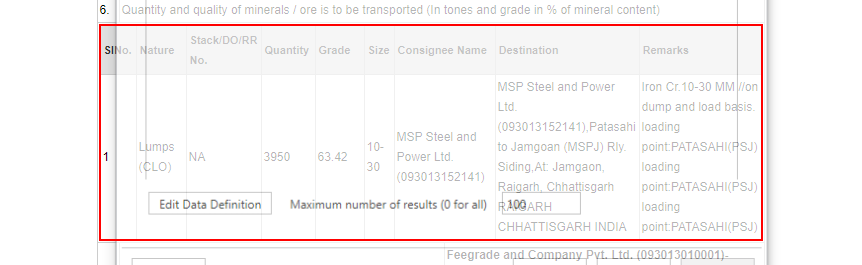 6. Quantity and quality of minerals / ore is to be transported (In tones and grade in % of mineral content)
SlNo. Nature Stack/DO/RR No. Quantity Grade Size Consignee Name Destination Remarks
1
Lumps
(CLO)
NA
3950
63.42
10-
30
MSP Steel and
Power Ltd.
(093013152141)
MSP Steel and Power
Ltd.
(093013152141),Patasahi
to Jamgoan (MSPJ) Rly.
Siding,At: Jamgaon,
Raigarh, Chhattisgarh
RAIGARH
CHHATTISGARH INDIA
Iron Cr.10-30 MM //on
dump and load basis.
loading
point:PATASAHI(PSJ)
loading
point:PATASAHI(PSJ)
loading
point:PATASAHI(PSJ)
Edit Data Definition Maximum number of results (0 for all) 100
Feegrade and Company Pvt. Ltd. (093013010001)-